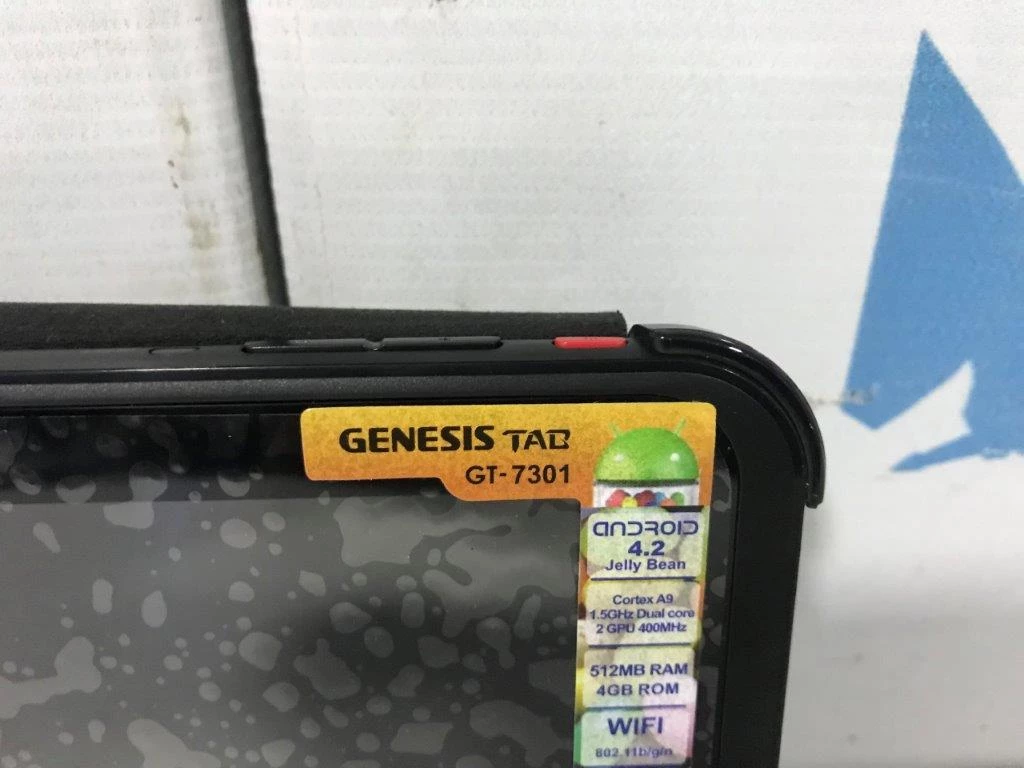 GENESIS TAB
GT-7301
ANDROID
4.2
Jelly Bean
Cortex A9
1.5GHz Dual core
2 GPU 400MHz
512MB RAM
4GB ROM
WIFI
802.11b/g/n